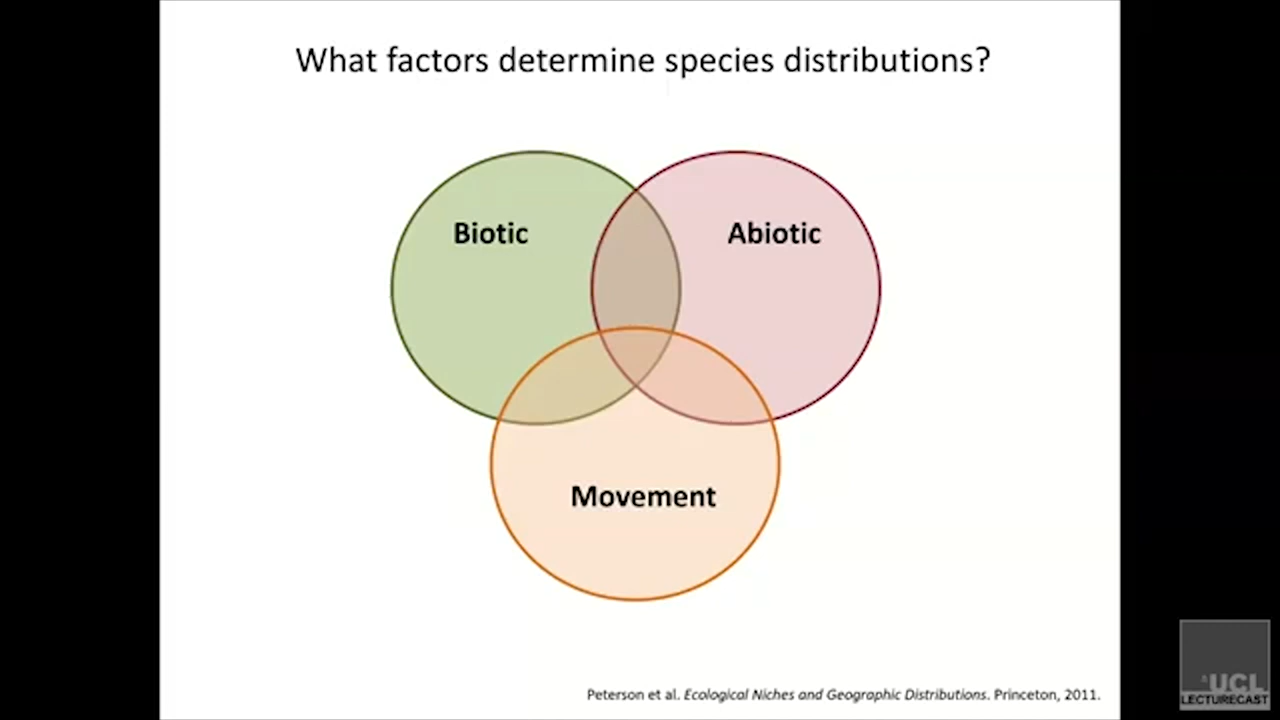 What factors determine species distributions?
Biotic
Abiotic
Movement
Peterson et al. Ecological Niches and Geographic Distributions. Princeton, 2011.
UCL
LECTURECAST